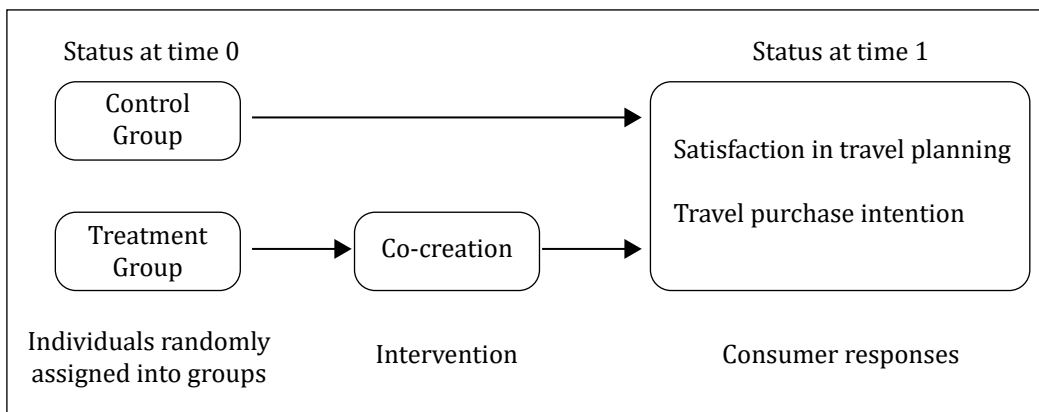 Status at time 0
Status at time 1
Control
Group
Satisfaction in travel planning
Travel purchase intention
Treatment
Group
Co-creation
Individuals randomly
assigned into groups
Intervention
Consumer responses